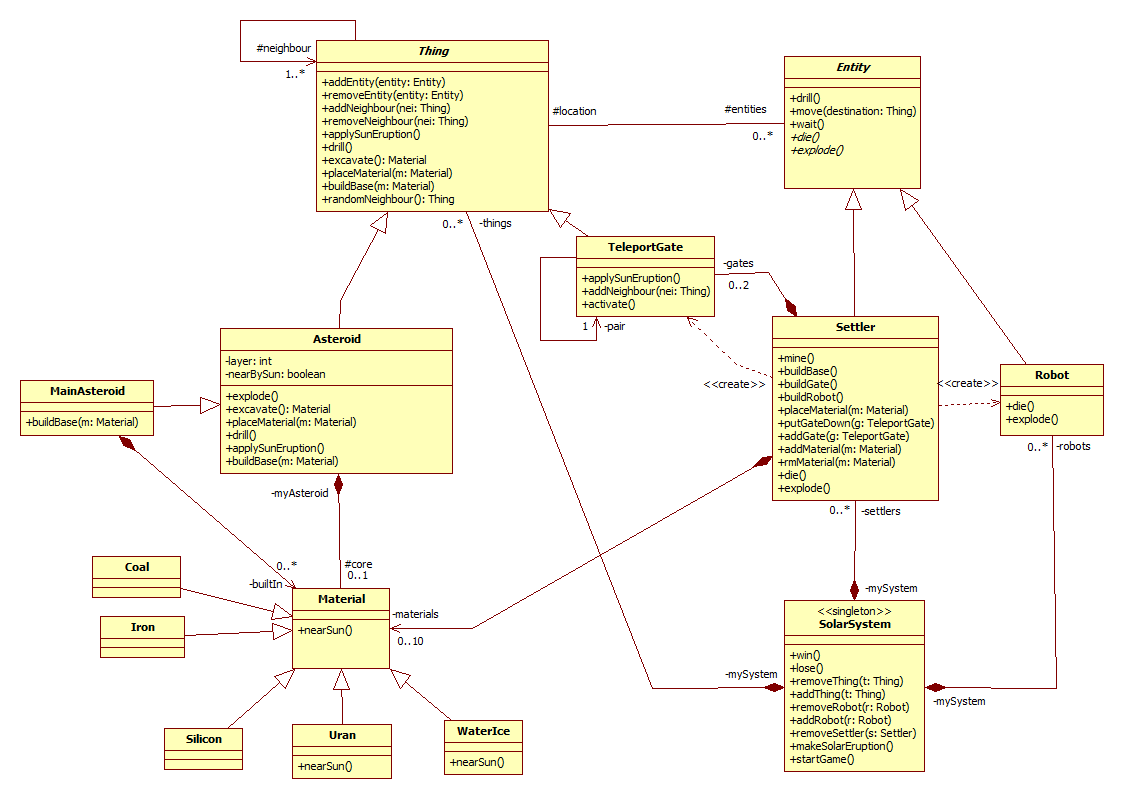 Thing
#neighbour
1..*
+addEntity(entity: Entity)
+removeEntity(entity: Entity)
+addNeighbour(nei: Thing)
+removeNeighbour(nei: Thing)
+applySunEruption()
+drill()
+excavate(): Material
+placeMaterial(m: Material)
+buildBase(m: Material)
+randomNeighbour(): Thing
#location
#entities
0..*
Entity
+drill()
+move(destination: Thing)
+wait()
+die()
+explode()
0..*
-things
TeleportGate
+applySunEruption()
+addNeighbour(nei: Thing)
+activate()
1
-pair
-gates
0..2
<<create>>
Settler
+mine()
+buildBase()
+buildGate()
+buildRobot()
+placeMaterial(m: Material)
+putGateDown(g: TeleportGate)
+addGate(g: TeleportGate)
+addMaterial(m: Material)
+rmMaterial(m: Material)
+die()
+explode()
<<create>>
Robot
+die()
+explode()
0..*
-robots
Asteroid
-layer: int
-nearBySun: boolean
+explode()
+excavate(): Material
+placeMaterial(m: Material)
+drill()
+applySunEruption()
+buildBase(m: Material)
MainAsteroid
+buildBase(m: Material)
-myAsteroid
#core
0..1
0..*
-builtIn
0..*
-settlers
Coal
Iron
Material
+nearSun()
-materials
0..10
-mySystem
<<singleton>>
SolarSystem
+win()
+lose()
+removeThing(t: Thing)
+addThing(t: Thing)
+removeRobot(r: Robot)
+addRobot(r: Robot)
+removeSettler(s: Settler)
+makeSolarEruption()
+startGame()
-mySystem
-mySystem
Silicon
Uran
+nearSun()
WaterIce
+nearSun()